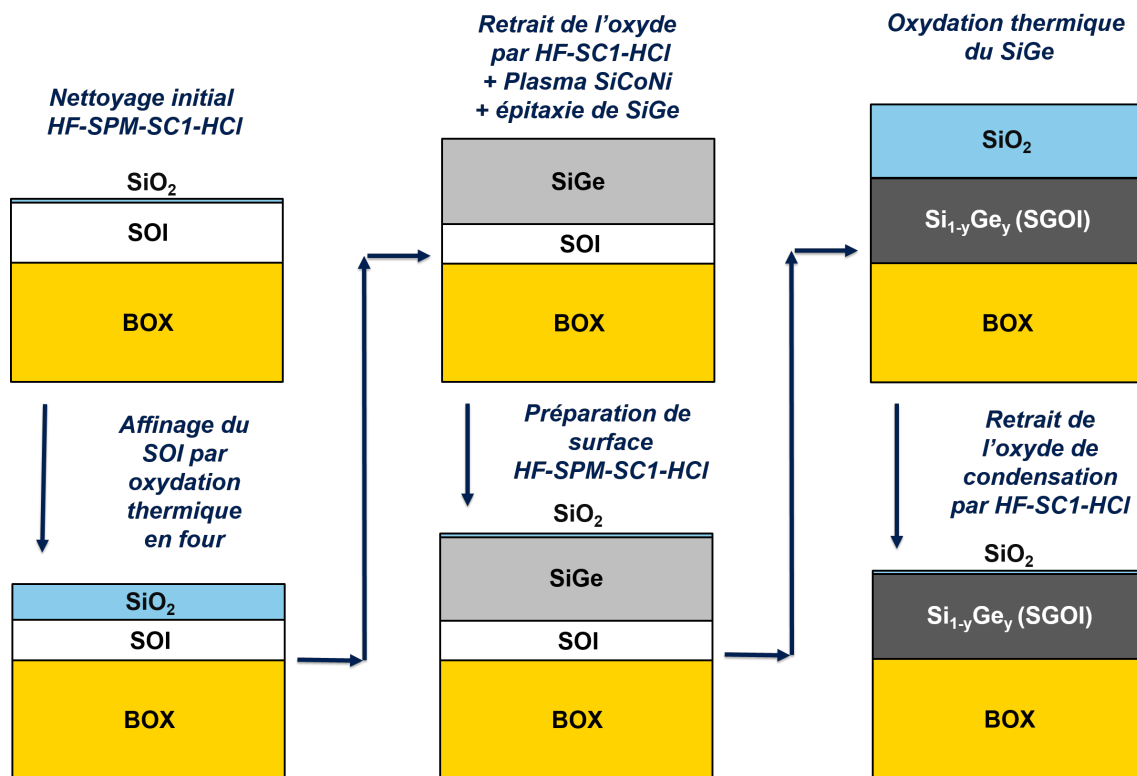 Nettoyage initial
HF-SPM-SC1-HCl
SiO₂
SOI
BOX
Affinage du
SOI par
oxydation
thermique
en four
SiO₂
SOI
BOX
Retrait de l’oxyde
par HF-SC1-HCl
+ Plasma SiCoNi
+ épitaxie de SiGe
SiGe
SOI
BOX
Préparation de
surface
HF-SPM-SC1-HCl
SiO₂
SiGe
SOI
BOX
Oxydation thermique
du SiGe
SiO₂
Si₁₋yGey (SGOI)
BOX
Retrait de
l’oxyde de
condensation
par HF-SC1-HCl
SiO₂
Si₁₋yGey (SGOI)
BOX